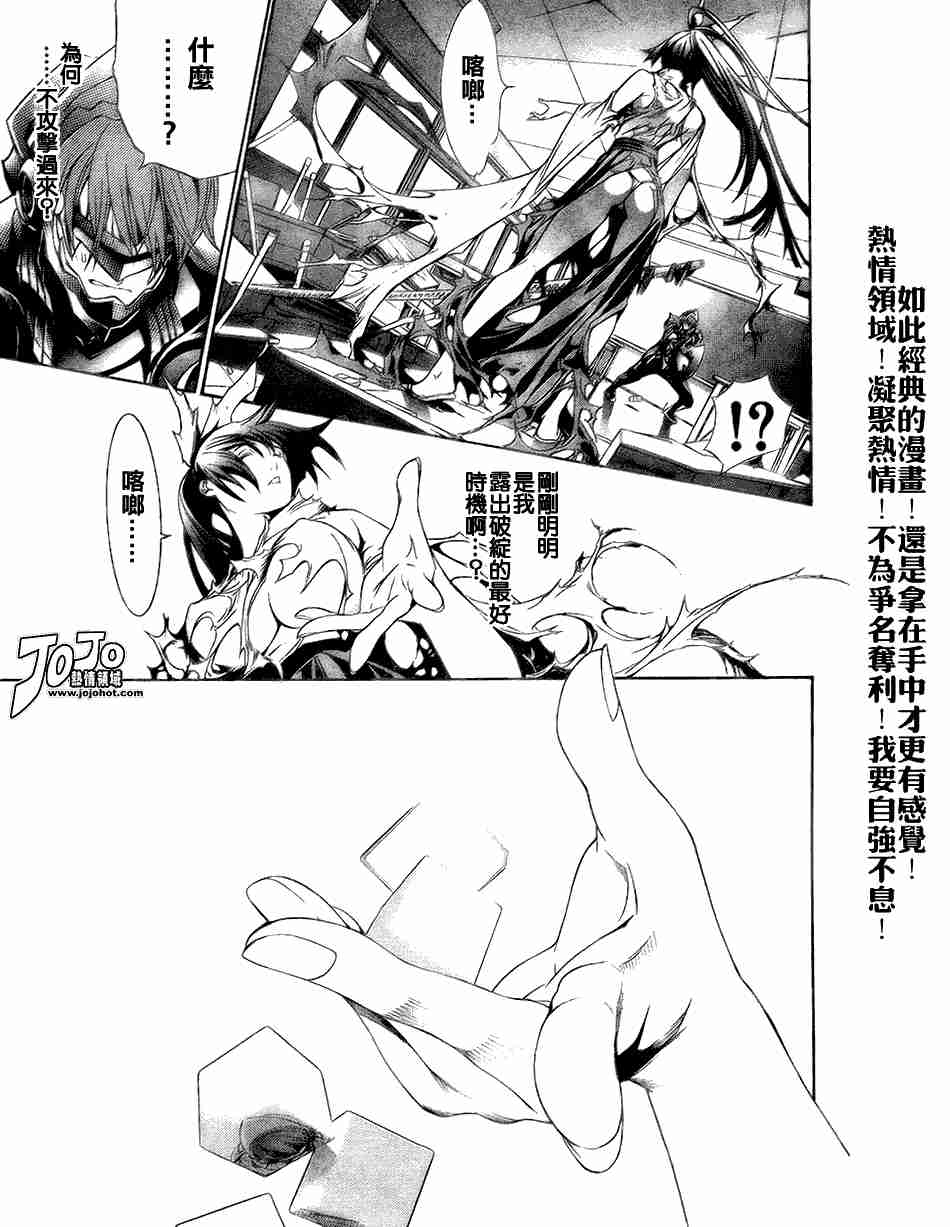 喀啷…
!?
什麼
………?
為何
……不攻擊過來?
剛剛明明
是我
露出破綻的最好
時機啊…?
喀啷……
JOJO
熱情領域
www.jojohot.com
如此經典的漫畫！還是拿在手中才更有感覺！
熱情領域！凝聚熱情！不為爭名奪利！我要自強不息！